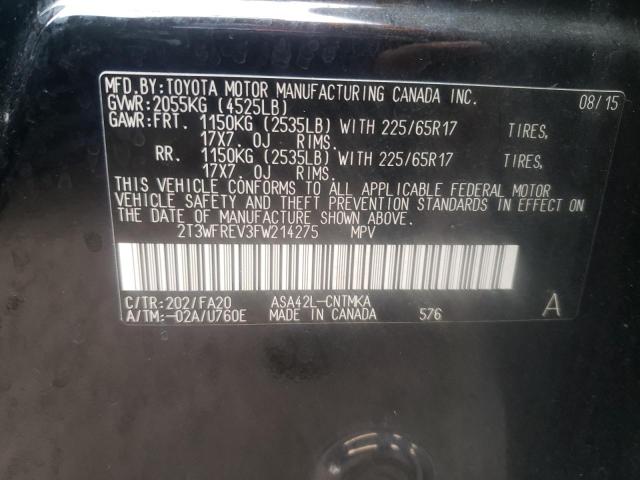 MFD.BY:TOYOTA MOTOR MANUFACTURING CANADA INC. 08/15
GVWR:2055KG (4525LB)
GAWR:FRT. 1150KG (2535LB) WITH 225/65R17 TIRES,
17X7. OJ RIMS.
RR. 1150KG (2535LB) WITH 225/65R17 TIRES,
17X7. OJ RIMS.
THIS VEHICLE CONFORMS TO ALL APPLICABLE FEDERAL MOTOR
VEHICLE SAFETY AND THEFT PREVENTION STANDARDS IN EFFECT ON
THE DATE OF MANUFACTURE SHOWN ABOVE.
2T3WFREV3FW214275 MPV
C/TR:202/FA20 ASA42L-CNTMKA A
A/TM:-02A/U760E MADE IN CANADA 576